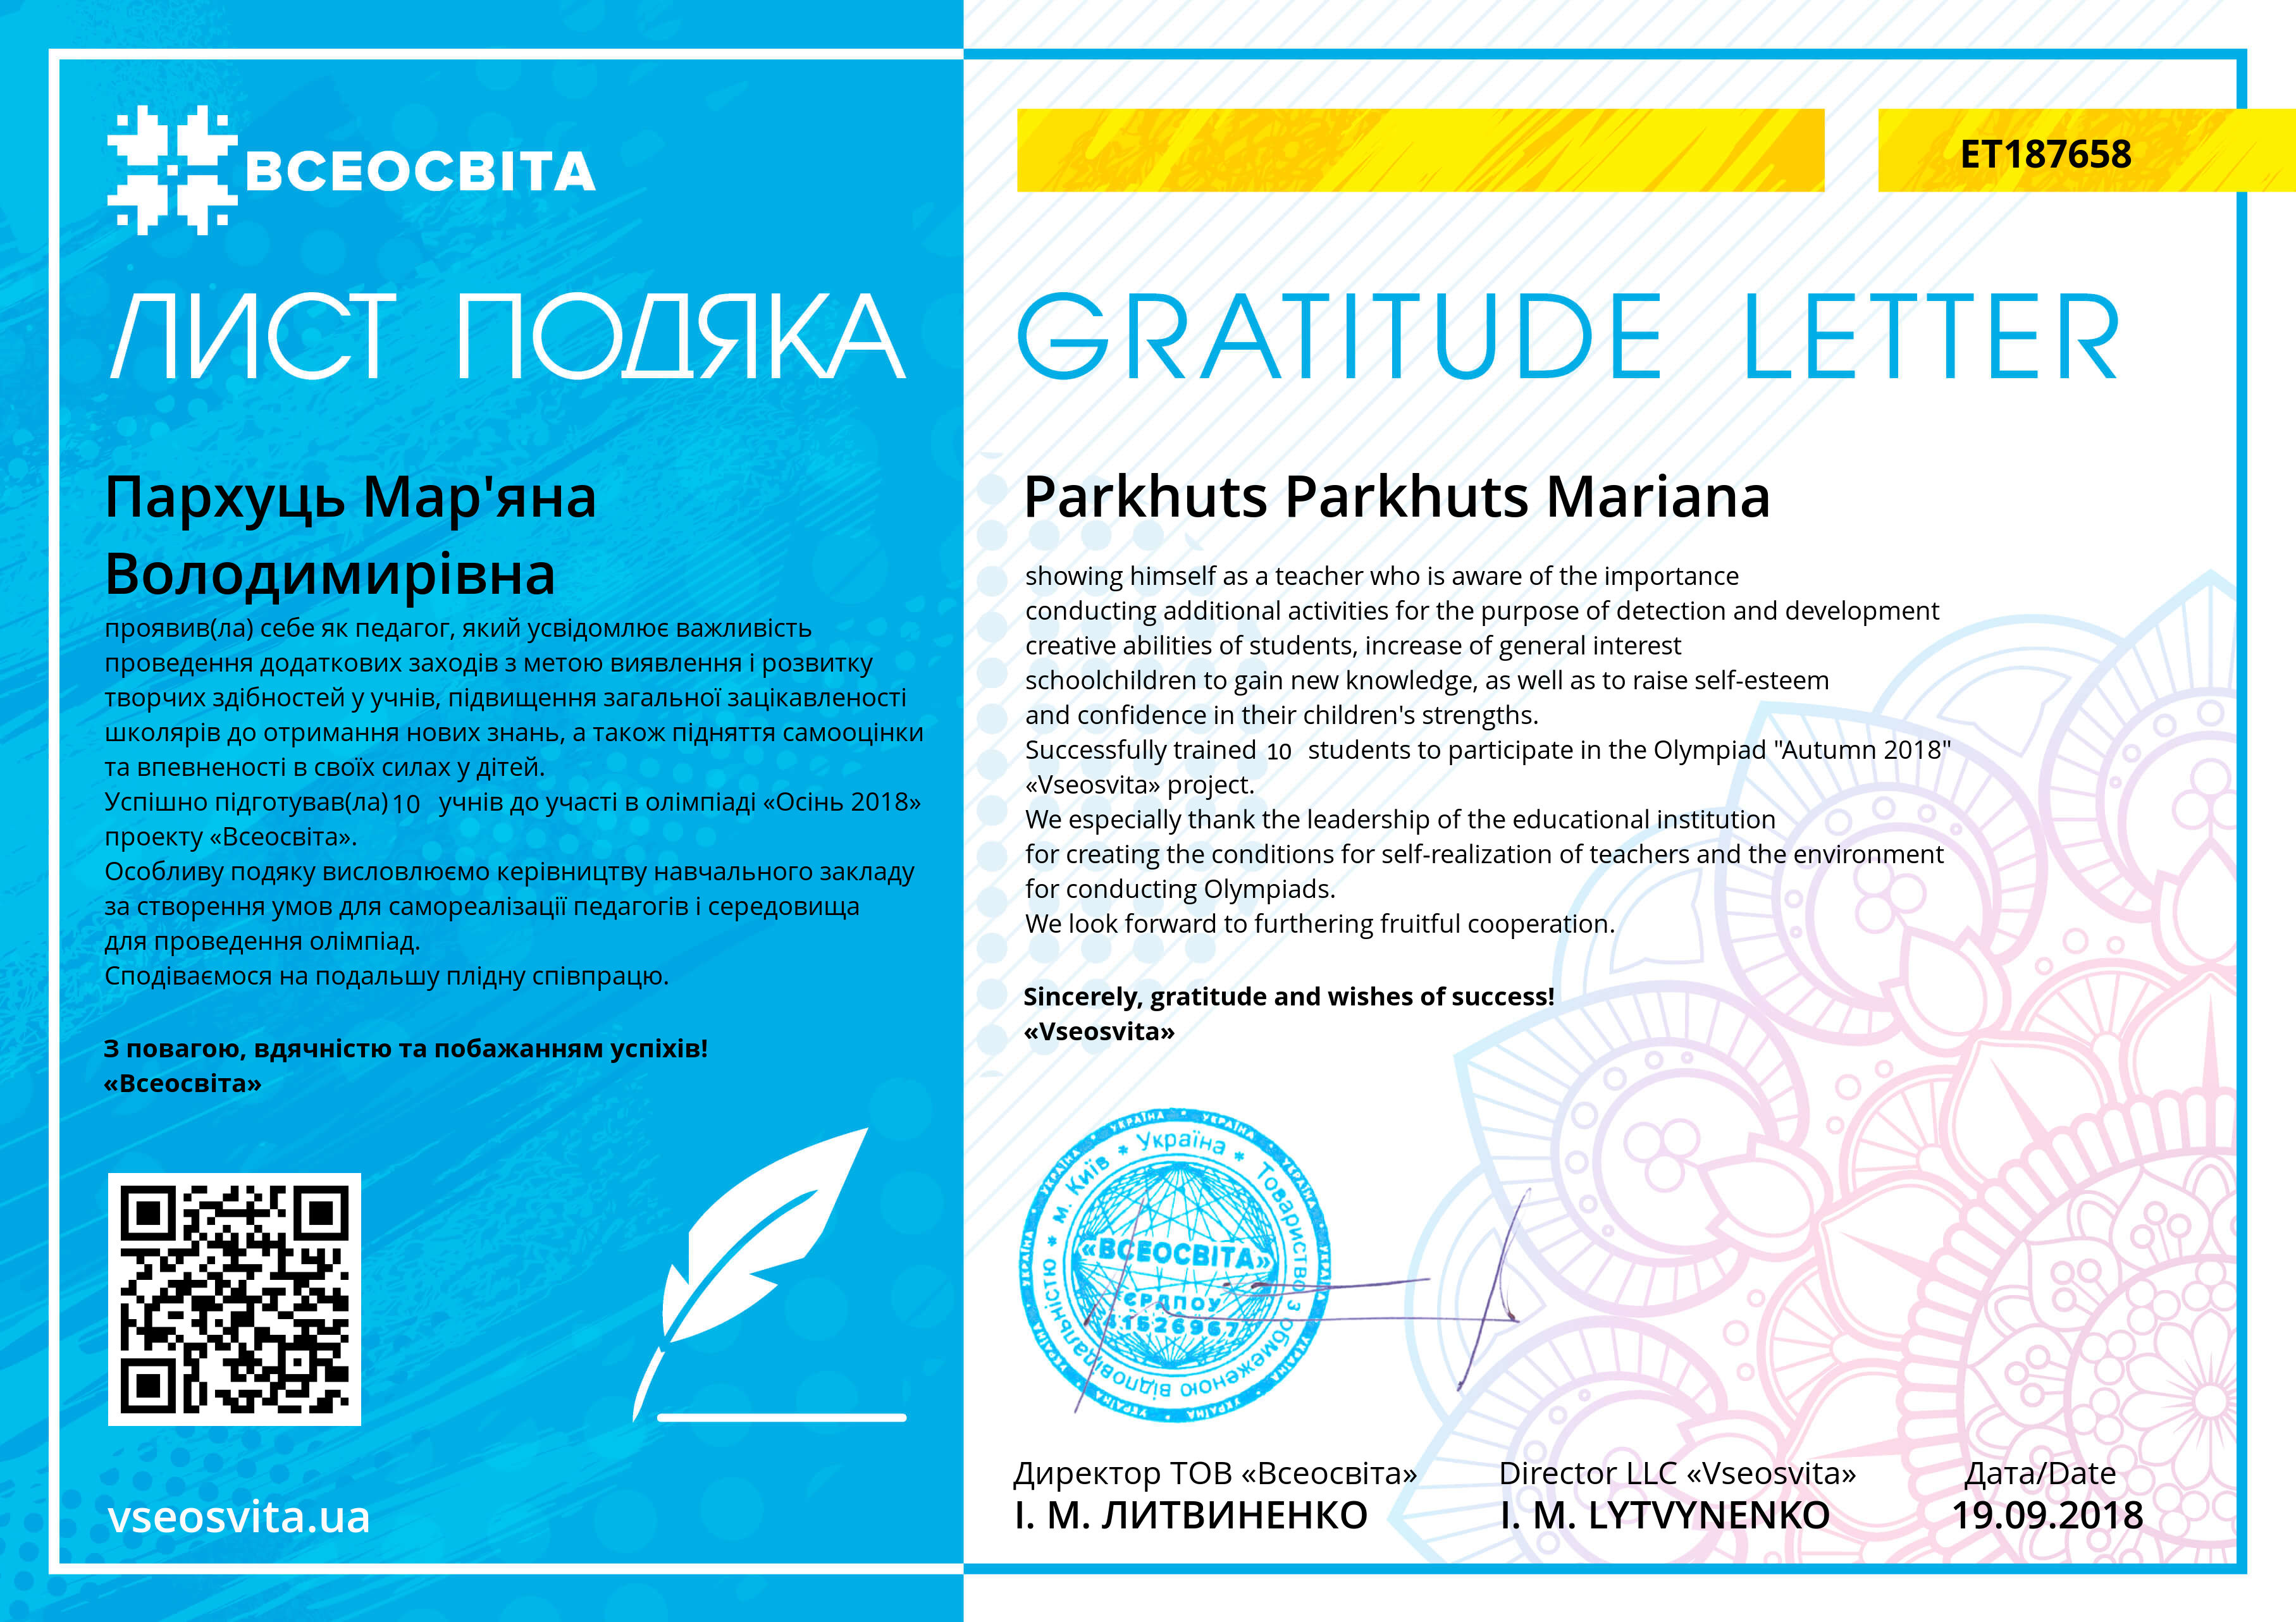 ВСЕОСВІТА
ЛИСТ ПОДЯКА
Пархуць Мар'яна
Володимирівна
проявив(ла) себе як педагог, який усвідомлює важливість
проведення додаткових заходів з метою виявлення і розвитку
творчих здібностей у учнів, підвищення загальної зацікавленості
школярів до отримання нових знань, а також підняття самооцінки
та впевненості в своїх силах у дітей.
Успішно підготував(ла) 10 учнів до участі в олімпіаді «Осінь 2018»
проекту «Всеосвіта».
Особливу подяку висловлюємо керівництву навчального закладу
за створення умов для самореалізації педагогів і середовища
для проведення олімпіад.
Сподіваємося на подальшу плідну співпрацю.
З повагою, вдячністю та побажанням успіхів!
«Всеосвіта»
vseosvita.ua
ET187658
GRATITUDE LETTER
Parkhuts Parkhuts Mariana
showing himself as a teacher who is aware of the importance
conducting additional activities for the purpose of detection and development
creative abilities of students, increase of general interest
schoolchildren to gain new knowledge, as well as to raise self-esteem
and confidence in their children's strengths.
Successfully trained 10 students to participate in the Olympiad "Autumn 2018"
«Vseosvita» project.
We especially thank the leadership of the educational institution
for creating the conditions for self-realization of teachers and the environment
for conducting Olympiads.
We look forward to furthering fruitful cooperation.
Sincerely, gratitude and wishes of success!
«Vseosvita»
УКРАЇНА * УКРАЇНА
* м. Київ * Україна * Товариство з обмеженою відповідальністю
«ВСЕОСВІТА»
ЄРДПОУ
41526967
Директор ТОВ «Всеосвіта»
І. М. ЛИТВИНЕНКО
Director LLC «Vseosvita»
I. M. LYTVYNENKO
Дата/Date
19.09.2018